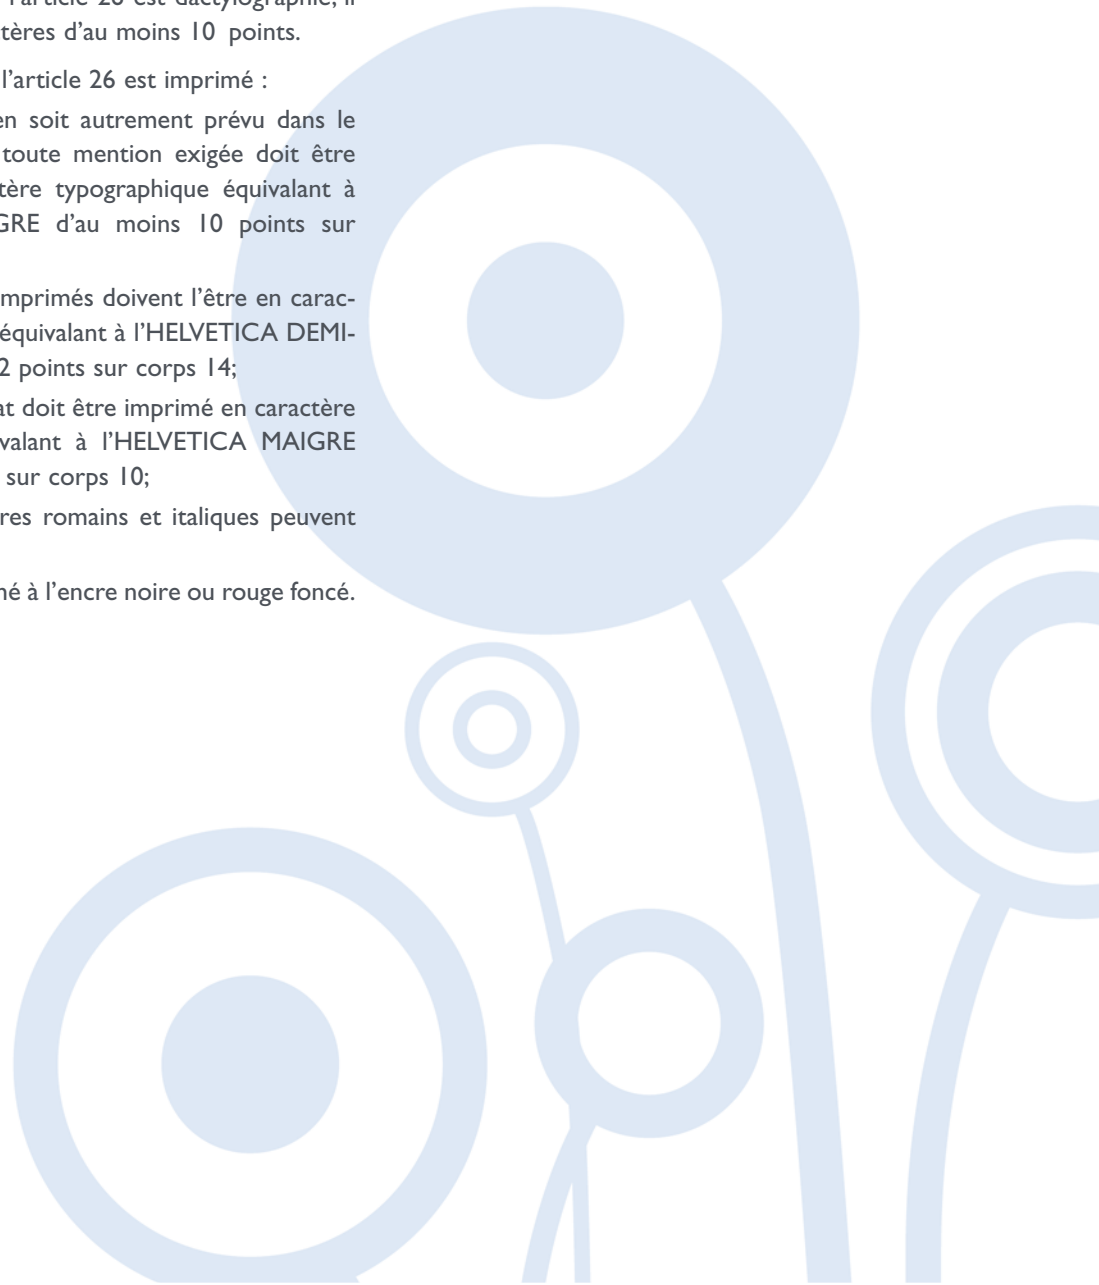 l'article 26 est dactylographié, il
tères d'au moins 10 points.
l'article 26 est imprimé :
en soit autrement prévu dans le
toute mention exigée doit être
tère typographique équivalant à
GRE d'au moins 10 points sur
mprimés doivent l'être en carac-
équivalant à l'HELVETICA DEMI-
2 points sur corps 14;
at doit être imprimé en caractère
valant à l'HELVETICA MAIGRE
sur corps 10;
res romains et italiques peuvent
né à l'encre noire ou rouge foncé.